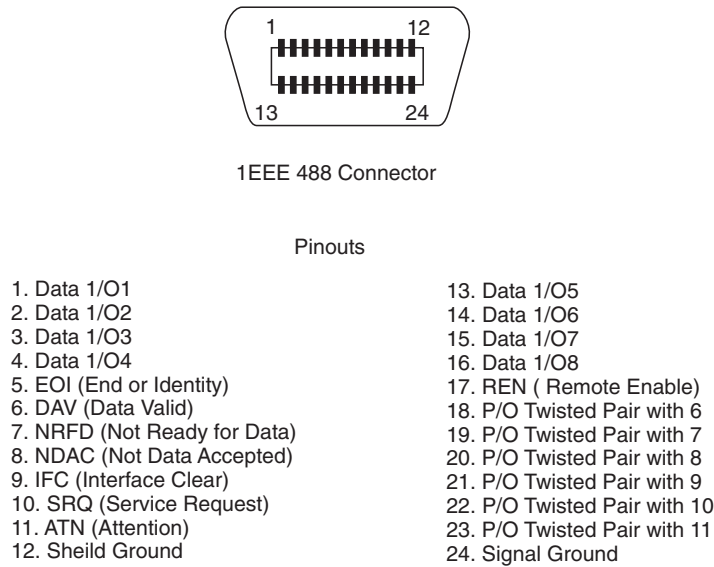 1 12
13 24
1EEE 488 Connector
Pinouts
1. Data 1/O1
2. Data 1/O2
3. Data 1/O3
4. Data 1/O4
5. EOI (End or Identity)
6. DAV (Data Valid)
7. NRFD (Not Ready for Data)
8. NDAC (Not Data Accepted)
9. IFC (Interface Clear)
10. SRQ (Service Request)
11. ATN (Attention)
12. Sheild Ground
13. Data 1/O5
14. Data 1/O6
15. Data 1/O7
16. Data 1/O8
17. REN ( Remote Enable)
18. P/O Twisted Pair with 6
19. P/O Twisted Pair with 7
20. P/O Twisted Pair with 8
21. P/O Twisted Pair with 9
22. P/O Twisted Pair with 10
23. P/O Twisted Pair with 11
24. Signal Ground